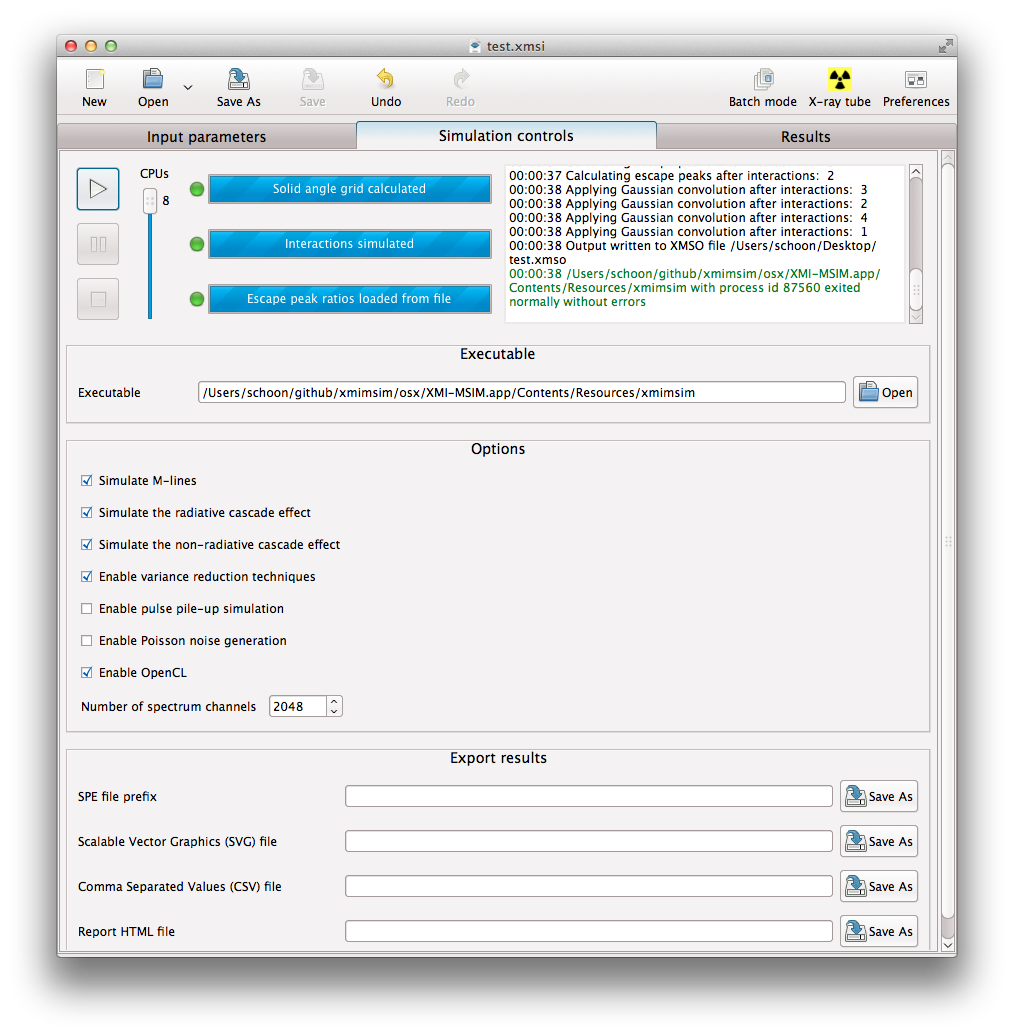 test.xmsi
New
Open
Save As
Save
Undo
Redo
Batch mode
X-ray tube
Preferences
Input parameters
Simulation controls
Results
CPUs
8
Solid angle grid calculated
Interactions simulated
Escape peak ratios loaded from file
00:00:37 Calculating escape peaks after interactions: 2
00:00:38 Applying Gaussian convolution after interactions: 3
00:00:38 Applying Gaussian convolution after interactions: 2
00:00:38 Applying Gaussian convolution after interactions: 4
00:00:38 Applying Gaussian convolution after interactions: 1
00:00:38 Output written to XMSO file /Users/schoon/Desktop/
test.xmso
00:00:38 /Users/schoon/github/xmimsim/osx/XMI-MSIM.app/
Contents/Resources/xmimsim with process id 87560 exited
normally without errors
Executable
Executable
/Users/schoon/github/xmimsim/osx/XMI-MSIM.app/Contents/Resources/xmimsim
Open
Options
Simulate M-lines
Simulate the radiative cascade effect
Simulate the non-radiative cascade effect
Enable variance reduction techniques
Enable pulse pile-up simulation
Enable Poisson noise generation
Enable OpenCL
Number of spectrum channels 2048
Export results
SPE file prefix
Save As
Scalable Vector Graphics (SVG) file
Save As
Comma Separated Values (CSV) file
Save As
Report HTML file
Save As